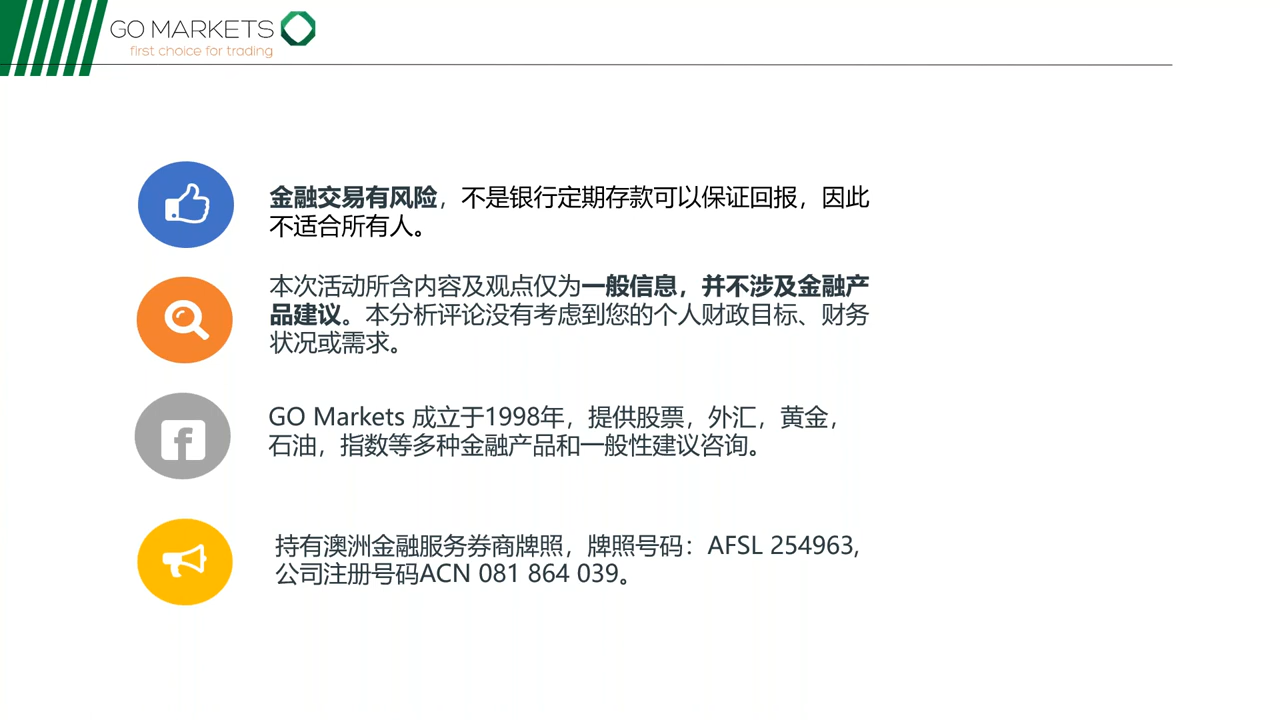 GO MARKETS
first choice for trading
金融交易有风险，不是银行定期存款可以保证回报，因此
不适合所有人。
本次活动所含内容及观点仅为一般信息，并不涉及金融产
品建议。本分析评论没有考虑到您的个人财政目标、财务
状况或需求。
GO Markets 成立于1998年，提供股票，外汇，黄金，
石油，指数等多种金融产品和一般性建议咨询。
持有澳洲金融服务券商牌照，牌照号码：AFSL 254963,
公司注册号码ACN 081 864 039。